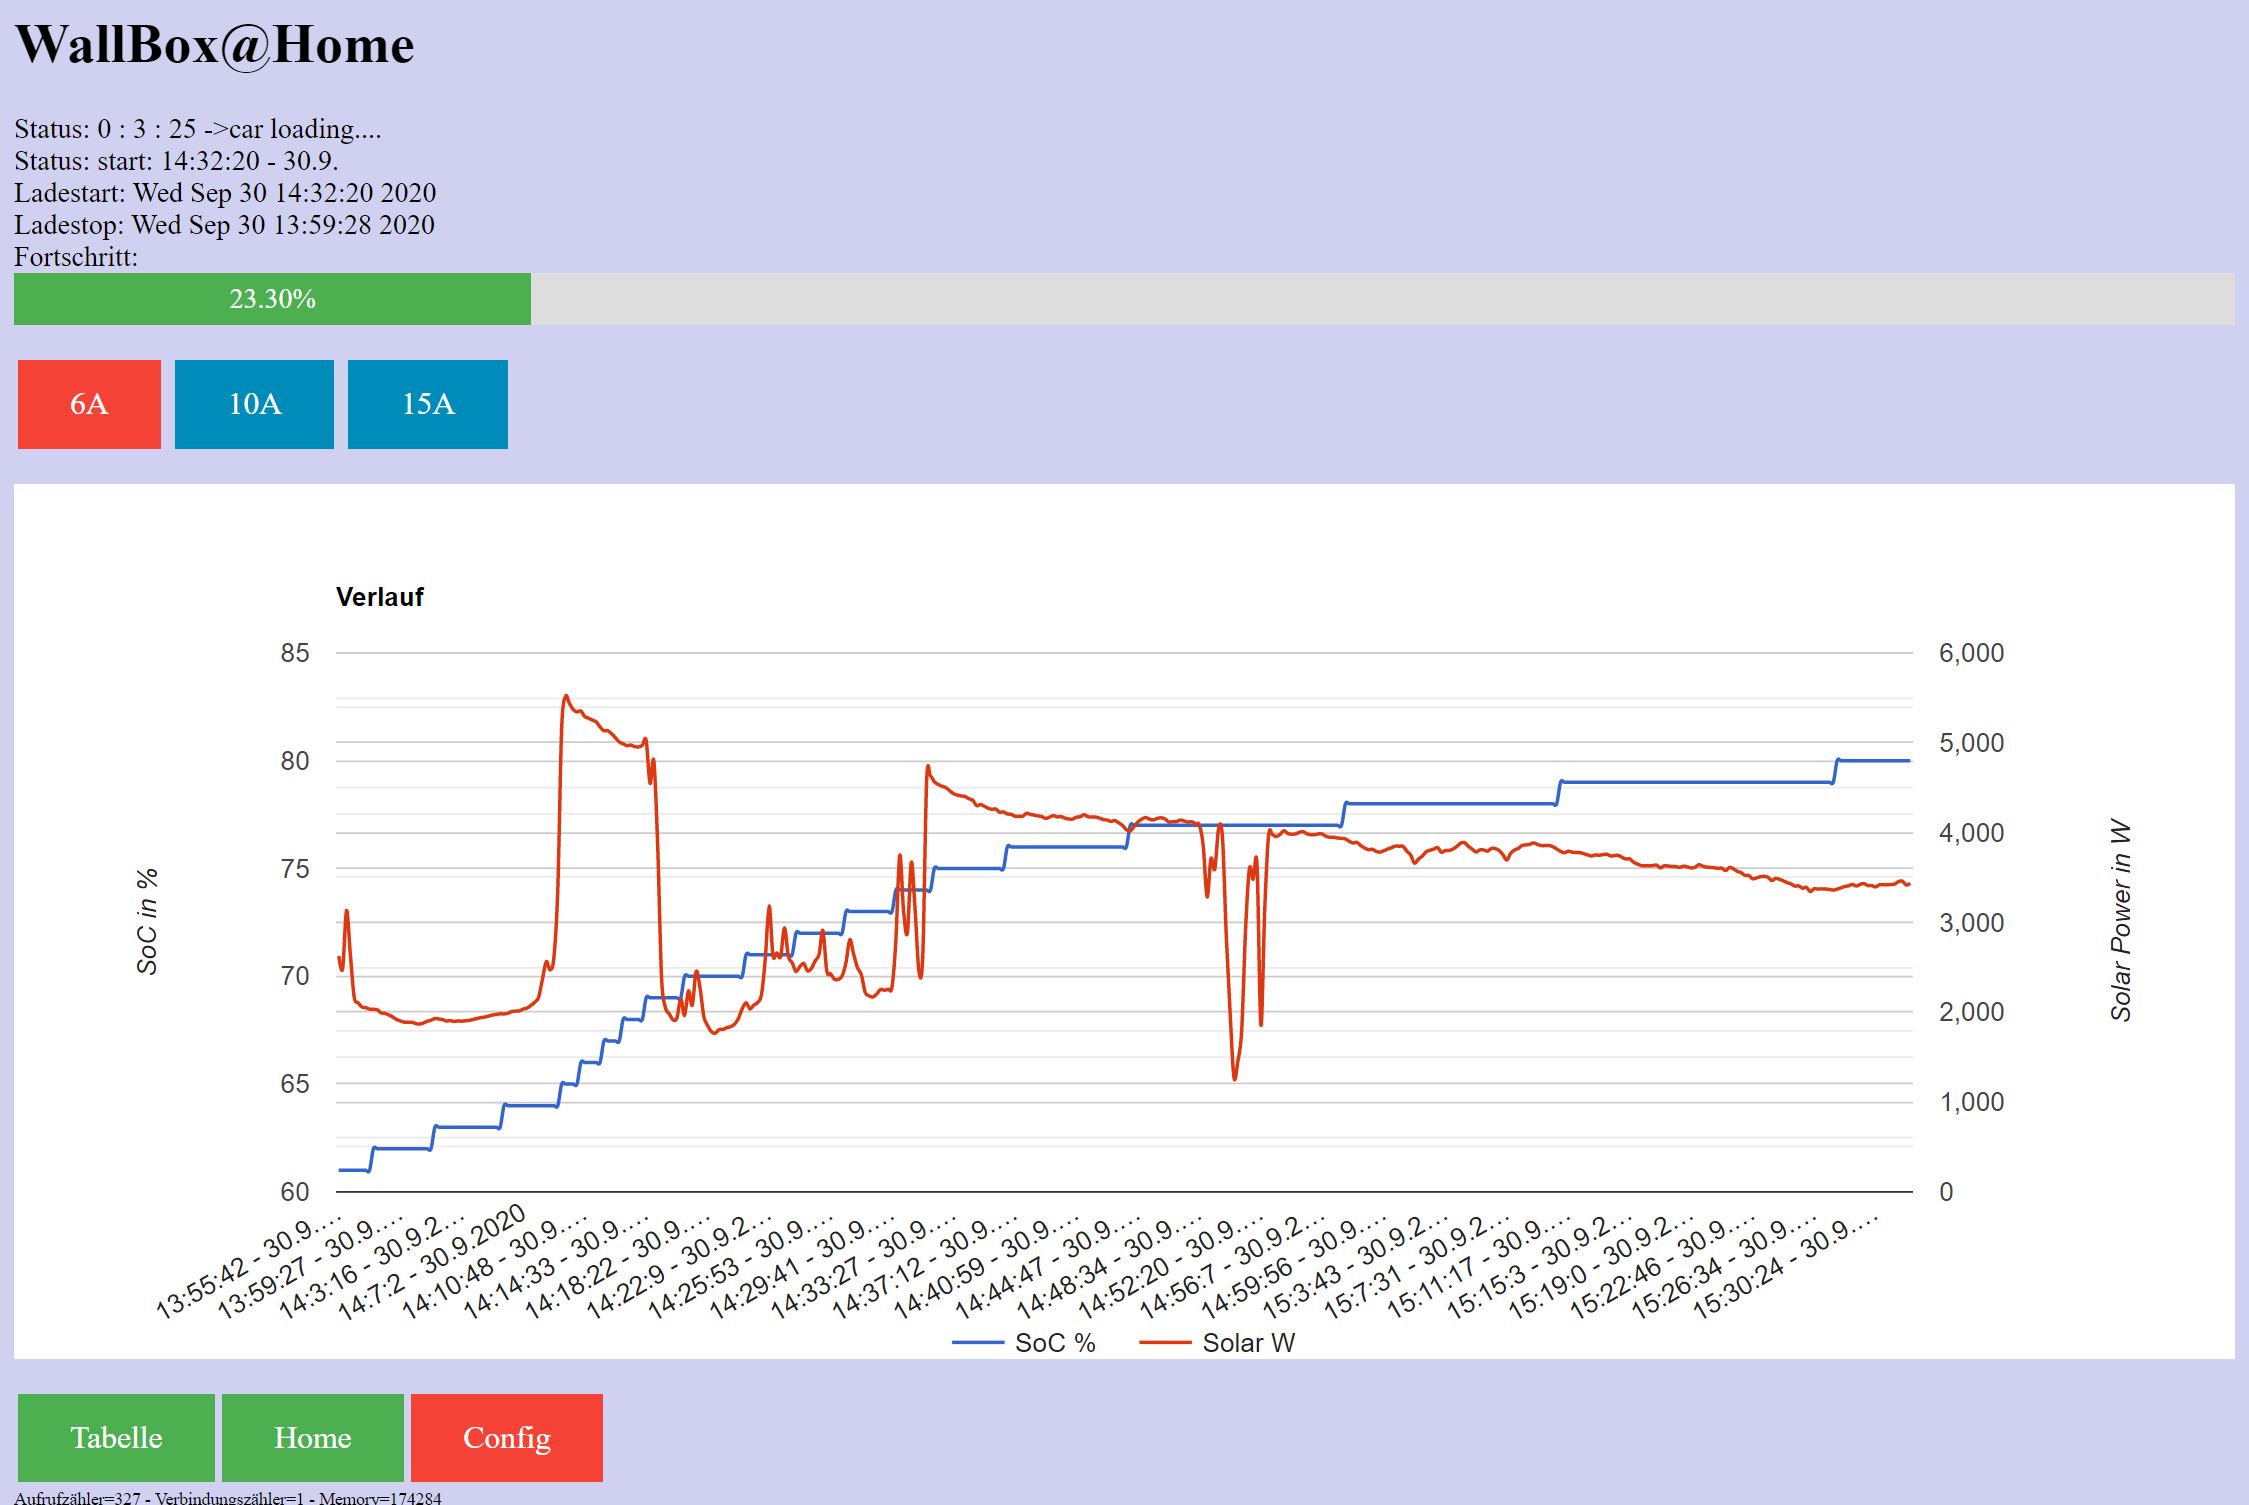 WallBox@Home
Status: 0 : 3 : 25 ->car loading....
Status: start: 14:32:20 - 30.9.
Ladestart: Wed Sep 30 14:32:20 2020
Ladestop: Wed Sep 30 13:59:28 2020
Fortschritt:
23.30%
6A 10A 15A
Verlauf
85
80
75
70
65
60
SoC in %
6,000
5,000
4,000
3,000
2,000
1,000
0
Solar Power in W
13:55:42 - 30.9....
13:59:27 - 30.9....
14:3:16 - 30.9.2...
14:7:2 - 30.9.2020
14:10:48 - 30.9....
14:14:33 - 30.9....
14:18:22 - 30.9....
14:22:9 - 30.9.2...
14:25:53 - 30.9....
14:29:41 - 30.9....
14:33:27 - 30.9....
14:37:12 - 30.9....
14:40:59 - 30.9....
14:44:47 - 30.9....
14:48:34 - 30.9....
14:52:20 - 30.9....
14:56:7 - 30.9.2...
14:59:56 - 30.9....
15:3:43 - 30.9.2...
15:7:31 - 30.9.2...
15:11:17 - 30.9....
15:15:3 - 30.9.2...
15:19:0 - 30.9.2...
15:22:46 - 30.9....
15:26:34 - 30.9....
15:30:24 - 30.9....
SoC % Solar W
Tabelle Home Config
Aufrufzähler=327 - Verbindungszähler=1 - Memory=174284